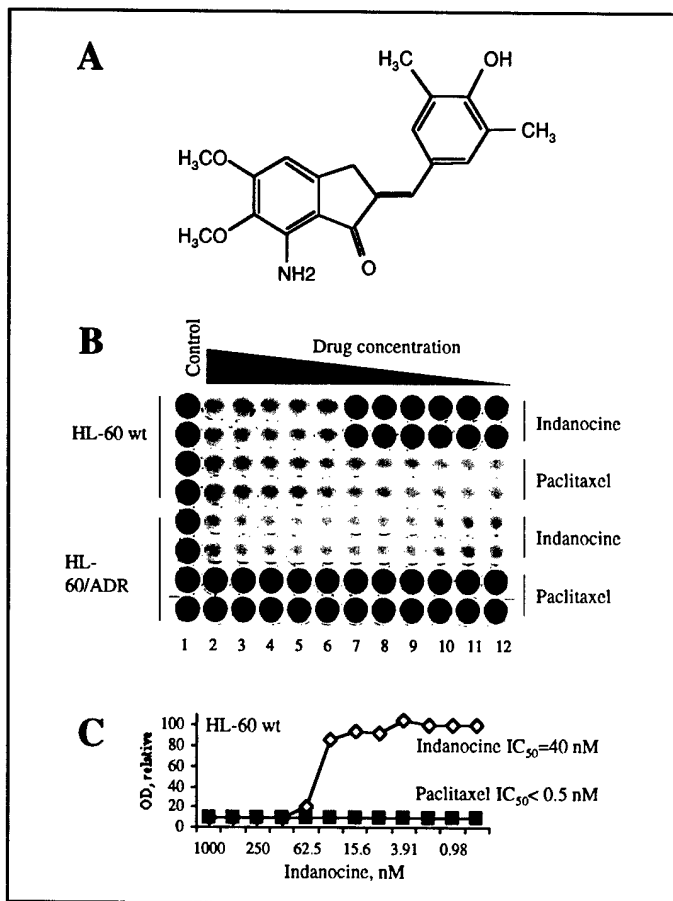 A
H₃C
OH
CH₃
H₃CO
H₃CO
NH2
O
B
Control
Drug concentration
HL-60 wt
Indanocine
Paclitaxel
HL-
60/ADR
Indanocine
Paclitaxel
1 2 3 4 5 6 7 8 9 10 11 12
C
HL-60 wt
OD, relative
100
80
60
40
20
0
Indanocine IC₅₀=40 nM
Paclitaxel IC₅₀< 0.5 nM
1000 250 62.5 15.6 3.91 0.98
Indanocine, nM